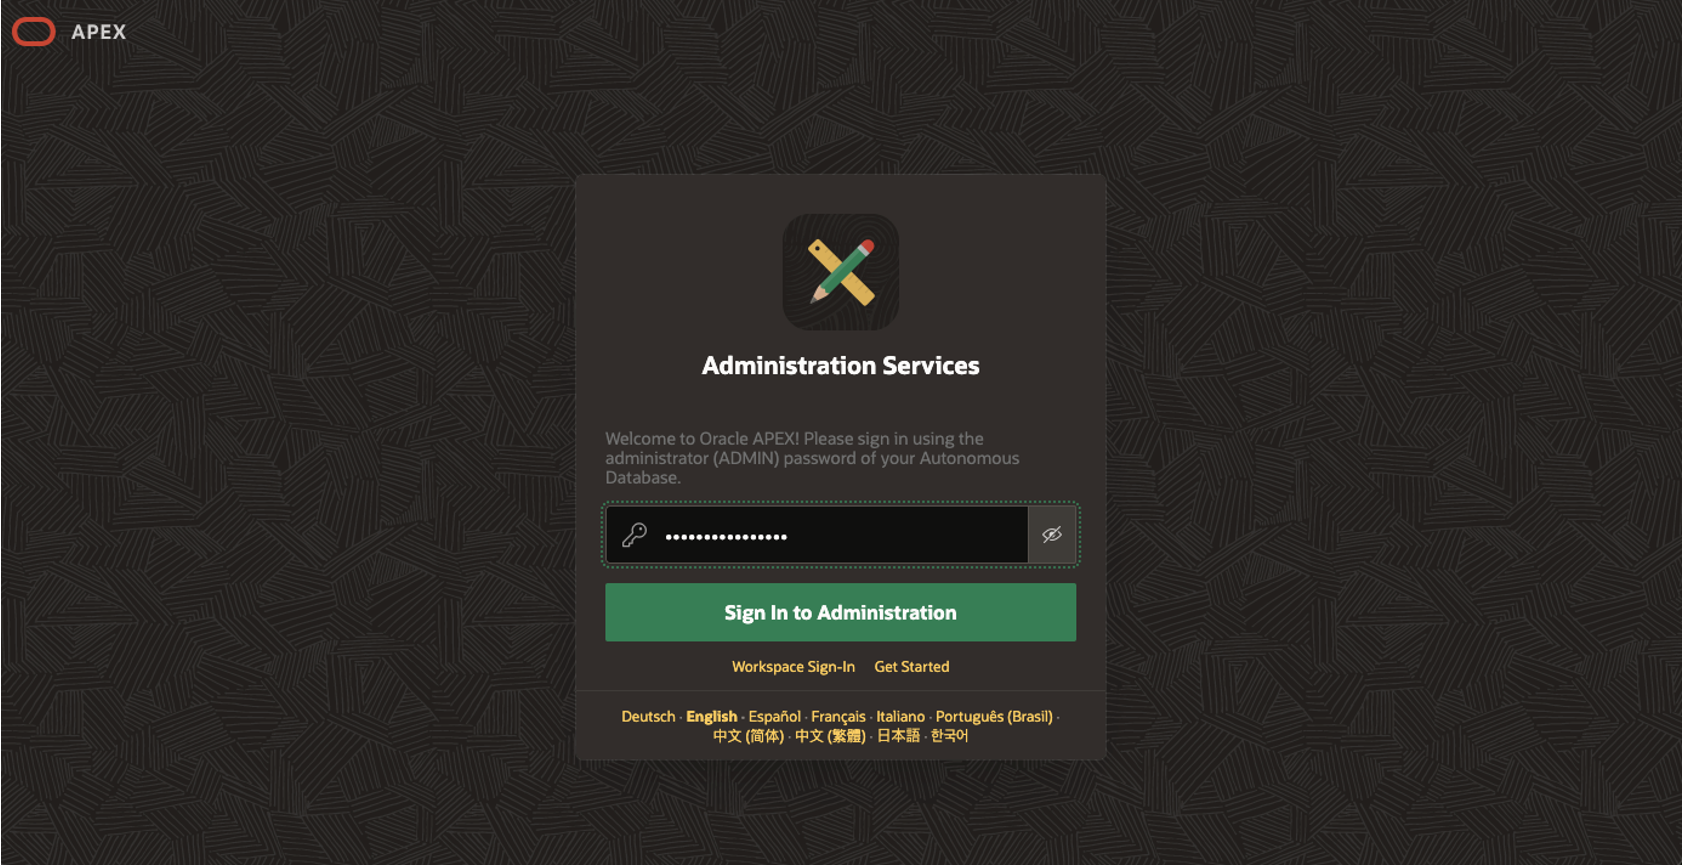 APEX
Administration Services
Welcome to Oracle APEX! Please sign in using the
administrator (ADMIN) password of your Autonomous
Database.
••••••••••••••••
Sign In to Administration
Workspace Sign-In Get Started
Deutsch · English · Español · Français · Italiano · Português (Brasil) ·
中文 (简体) · 中文 (繁體) · 日本語 · 한국어